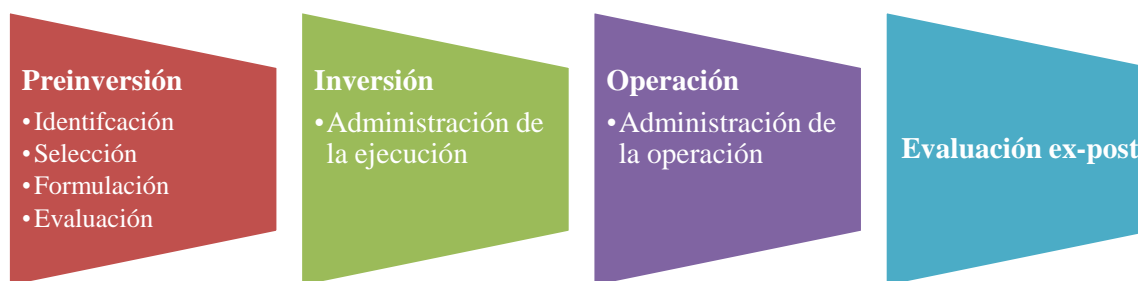 Preinversión
•Identifcación
•Selección
•Formulación
•Evaluación
Inversión
•Administración de
la ejecución
Operación
•Administración de
la operación
Evaluación ex-post